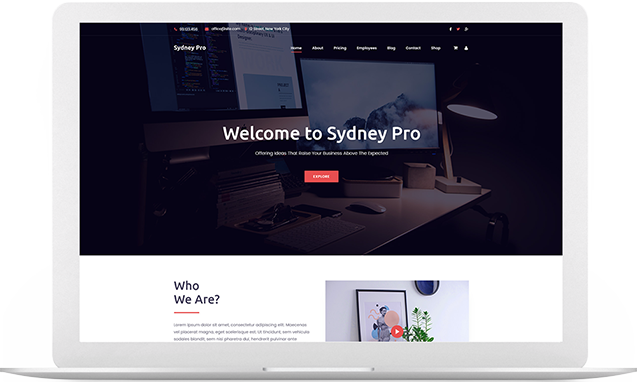 office@site.com
Street, New York City
Sydney Pro
Home About Pricing Employees Blog Contact Shop
Welcome to Sydney Pro
Offering Ideas That Raise Your Business Above The Expected
EXPLORE
Who
We Are?
Lorem ipsum dolor sit amet, consectetur adipiscing elit. Maecenas
vel placerat magna, eget scelerisque est. Ut tincidunt, sem vehicula
sodales blandit, sem nisi pharetra dui, hendrerit pulvinar ante